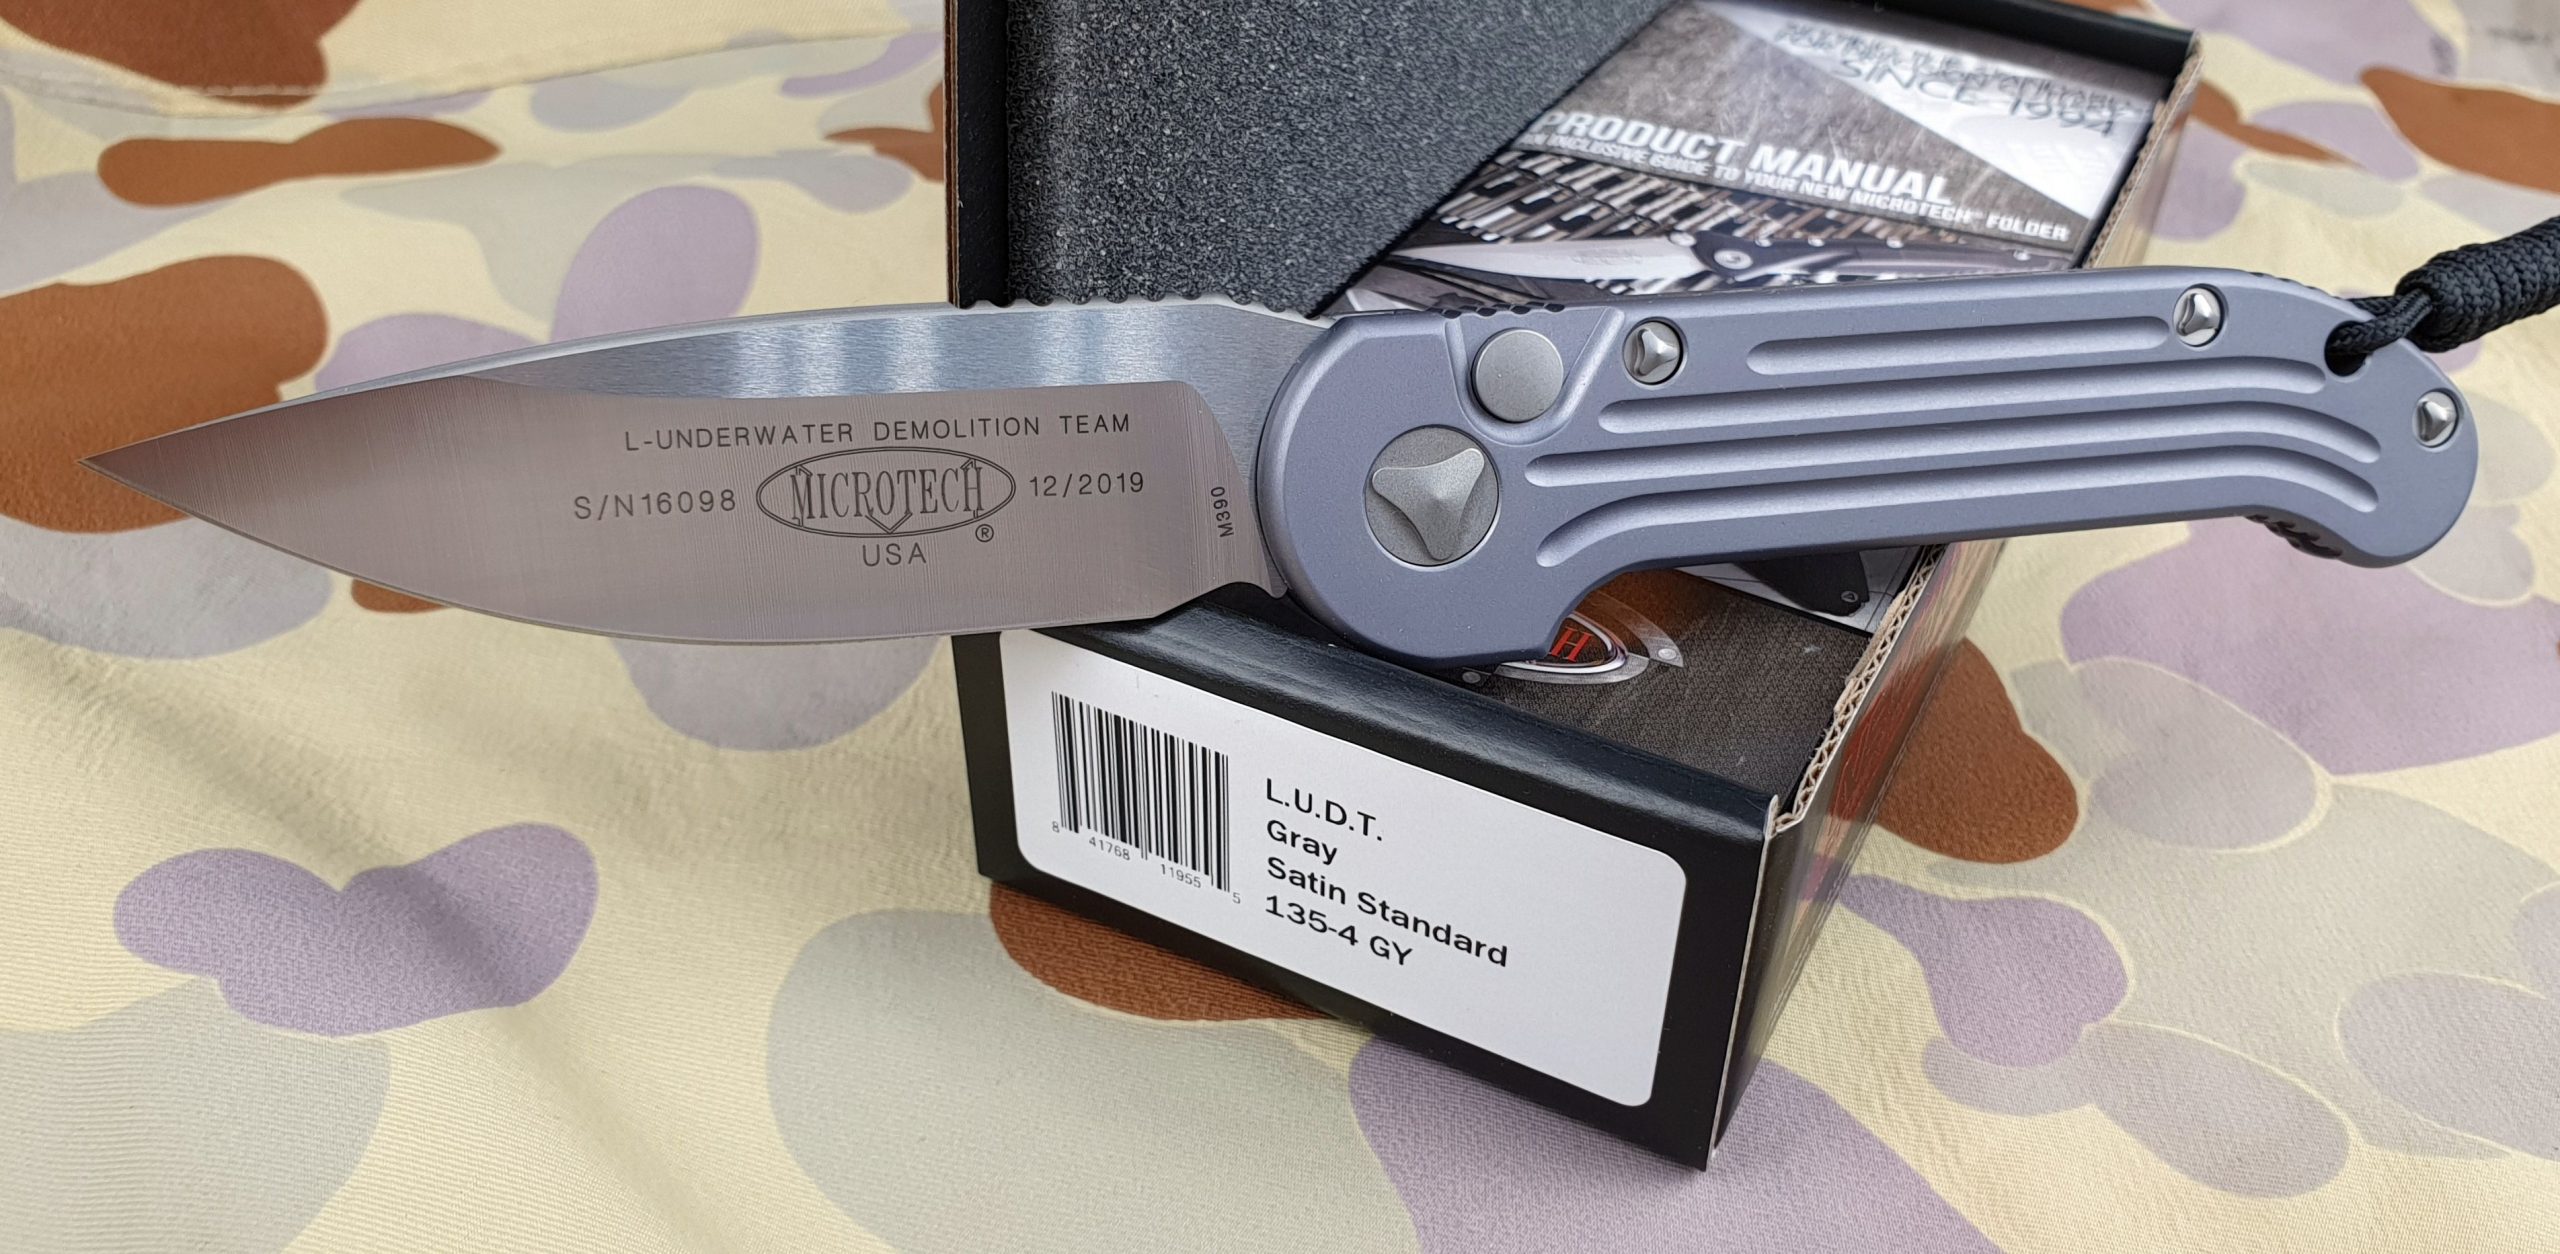 SINCE 1994
PRODUCT MANUAL
INCLUSIVE GUIDE TO YOUR NEW MICROTECH® FOLDER
L-UNDERWATER DEMOLITION TEAM
S/N16098 MICROTECH® 12/2019
USA
M390
L.U.D.T.
Gray
Satin Standard
135-4 GY
8 41768 11955 5